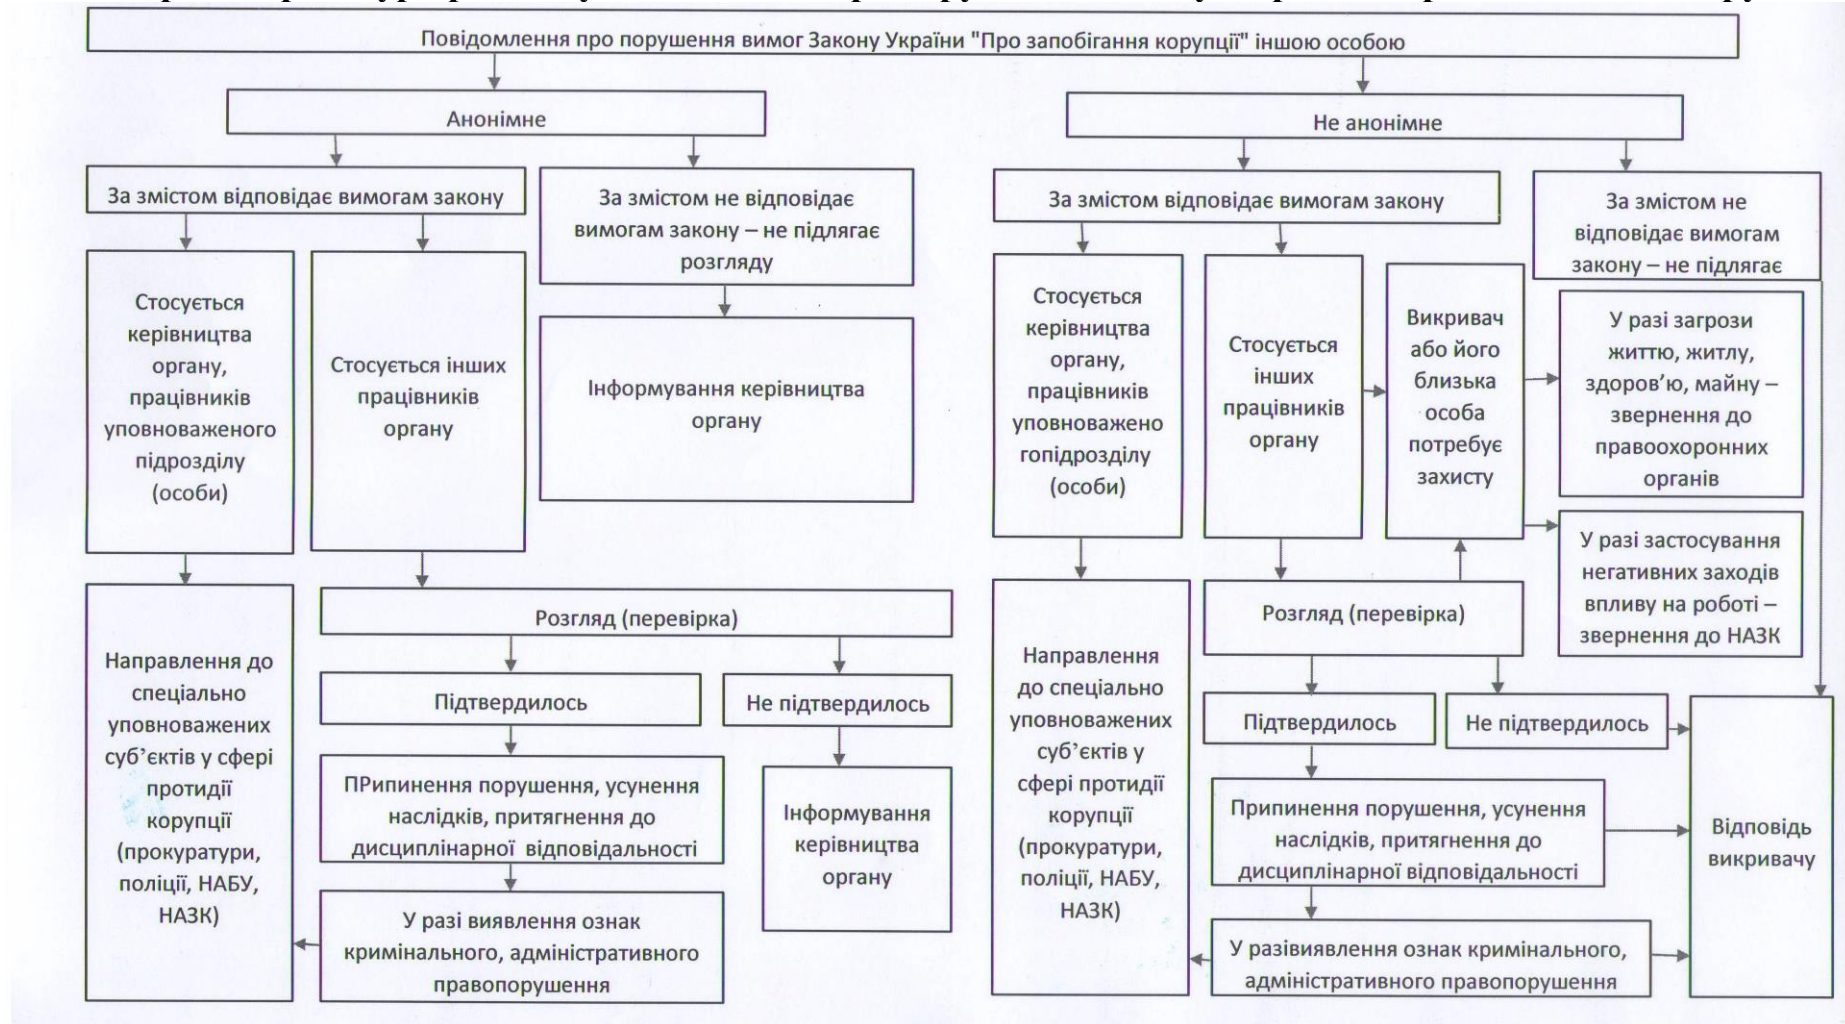 Повідомлення про порушення вимог Закону України "Про запобігання корупції" іншою особою
Анонімне
За змістом відповідає вимогам закону
За змістом не відповідає
вимогам закону – не підлягає
розгляду
Стосується
керівництва
органу,
працівників
уповноваженого
підрозділу
(особи)
Стосується інших
працівників
органу
Інформування керівництва
органу
Направлення до
спеціально
уповноважених
суб’єктів у сфері
протидії
корупції
(прокуратури,
поліції, НАБУ,
НАЗК)
Розгляд (перевірка)
Підтвердилось
Не підтвердилось
ПРипинення порушення, усунення
наслідків, притягнення до
дисциплінарної відповідальності
Інформування
керівництва
органу
У разі виявлення ознак
кримінального, адміністративного
правопорушення
Не анонімне
За змістом відповідає вимогам закону
За змістом не
відповідає вимогам
закону – не підлягає
Стосується
керівництва
органу,
працівників
уповноважено
гопідрозділу
(особи)
Стосується
інших
працівників
органу
Викривач
або його
близька
особа
потребує
захисту
У разі загрози
життю, житлу,
здоров’ю, майну –
звернення до
правоохоронних
органів
У разі застосування
негативних заходів
впливу на роботі –
звернення до НАЗК
Направлення
до спеціально
уповноважених
суб’єктів у
сфері протидії
корупції
(прокуратури,
поліції, НАБУ,
НАЗК)
Розгляд (перевірка)
Підтвердилось
Не підтвердилось
Припинення порушення, усунення
наслідків, притягнення до
дисциплінарної відповідальності
У разівиявлення ознак кримінального,
адміністративного правопорушення
Відповідь
викривачу